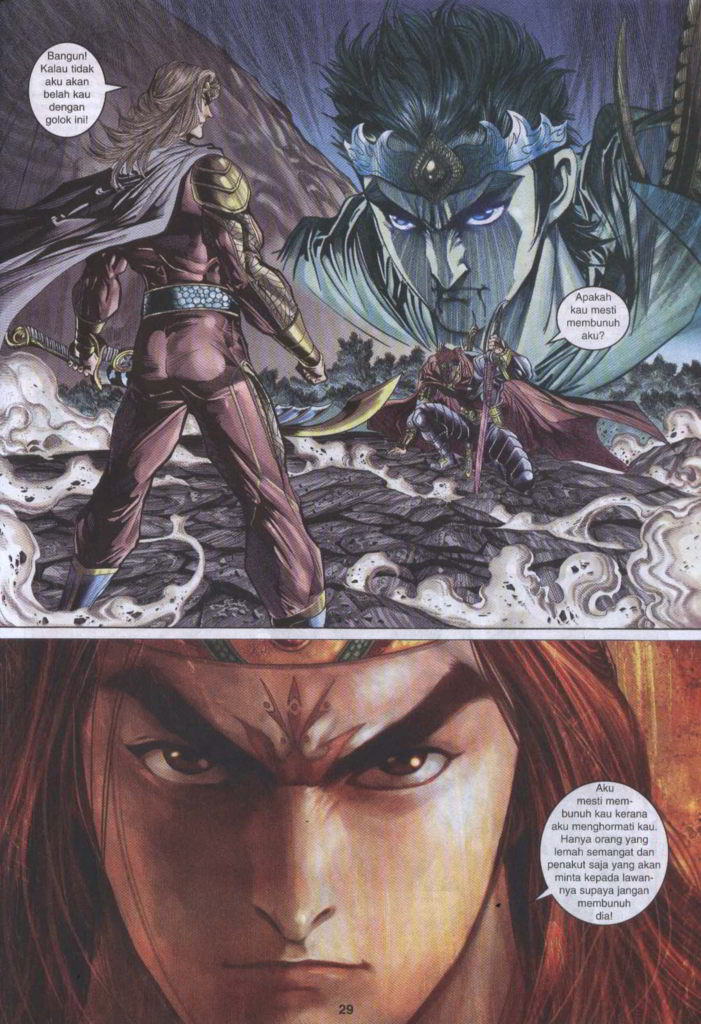 Bangun!
Kalau tidak
aku akan
belah kau
dengan
golok ini!
Apakah
kau mesti
membunuh
aku?
Aku
mesti mem-
bunuh kau kerana
aku menghormati kau.
Hanya orang yang
lemah semangat dan
penakut saja yang akan
minta kepada lawan-
nya supaya jangan
membunuh
dia!
29